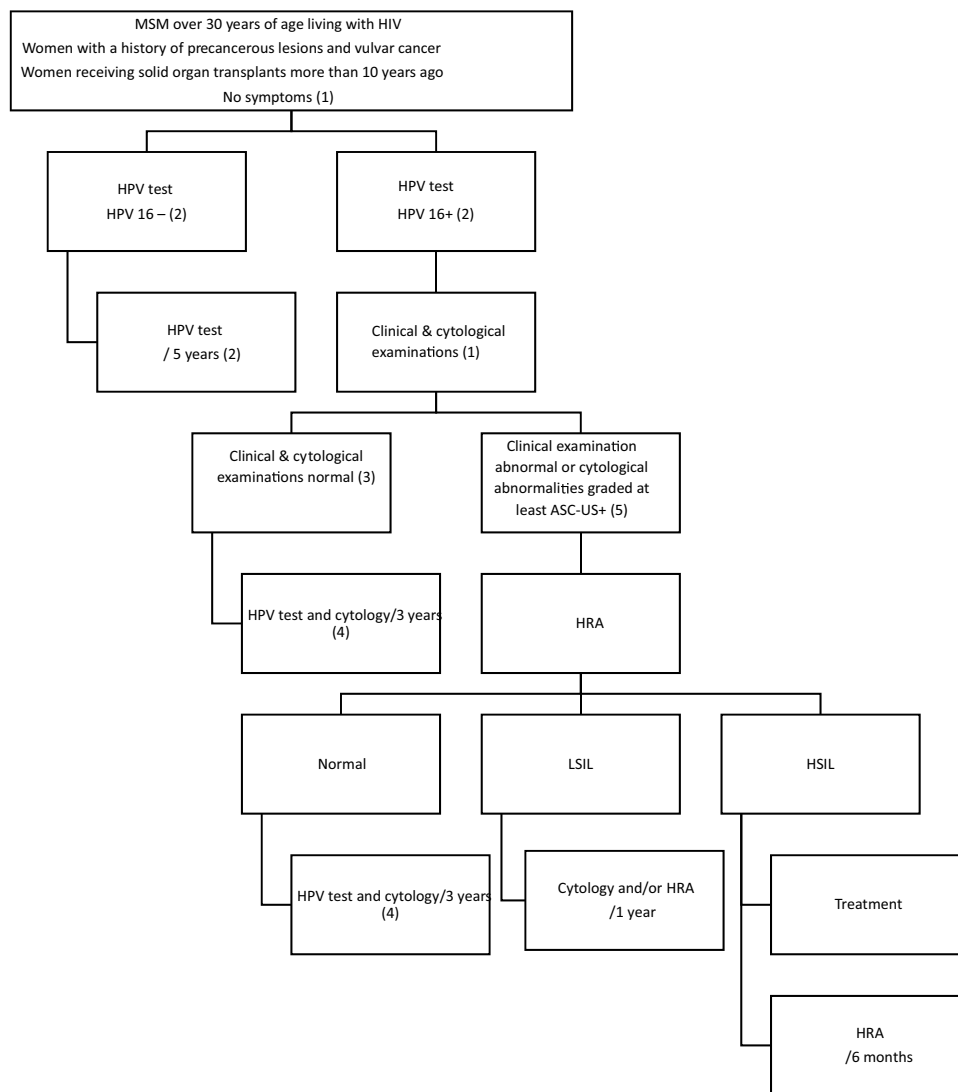 MSM over 30 years of age living with HIV
Women with a history of precancerous lesions and vulvar cancer
Women receiving solid organ transplants more than 10 years ago
No symptoms (1)
HPV test
HPV 16 – (2)
HPV test
HPV 16+ (2)
HPV test
/ 5 years (2)
Clinical & cytological
examinations (1)
Clinical & cytological
examinations normal (3)
Clinical examination
abnormal or cytological
abnormalities graded at
least ASC-US+ (5)
HPV test and cytology/3 years
(4)
HRA
Normal
LSIL
HSIL
HPV test and cytology/3 years
(4)
Cytology and/or HRA
/1 year
Treatment
HRA
/6 months